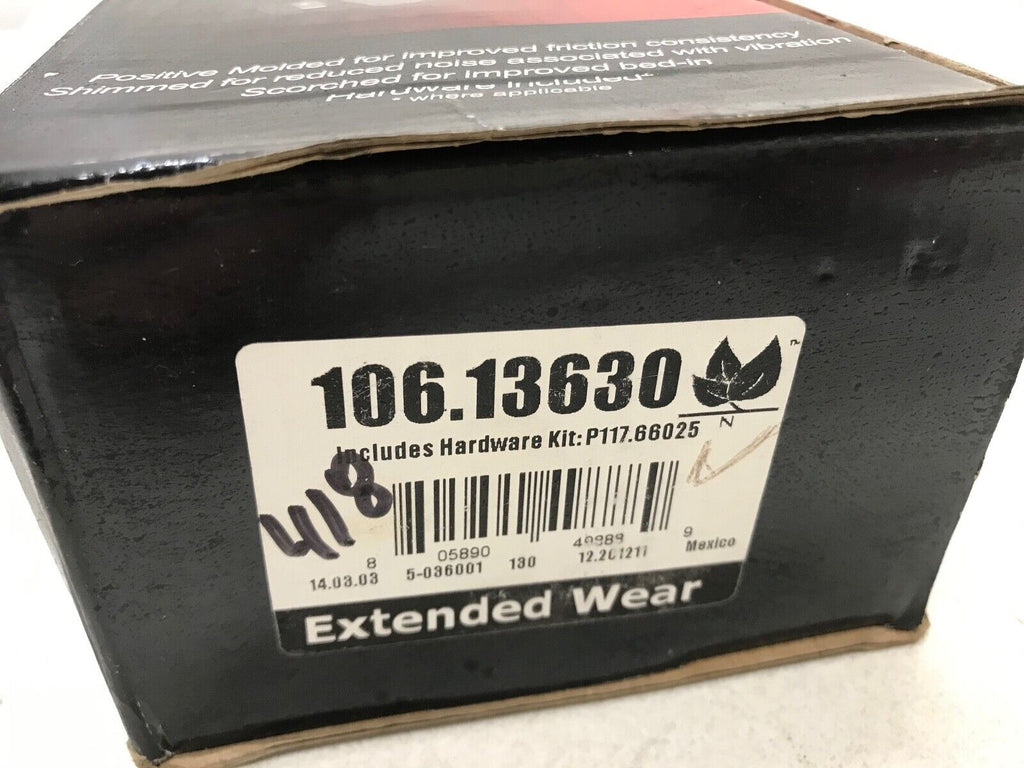 Positive Molded for improved friction consistency
Shimmed for reduced noise associated with vibration
Scorched for improved bed-in
Hardware Included*
* where applicable
106.13630
N
Includes Hardware Kit: P117.66025
418
8 05890 9
14.03.03 5-036001 130 Mexico
Extended Wear